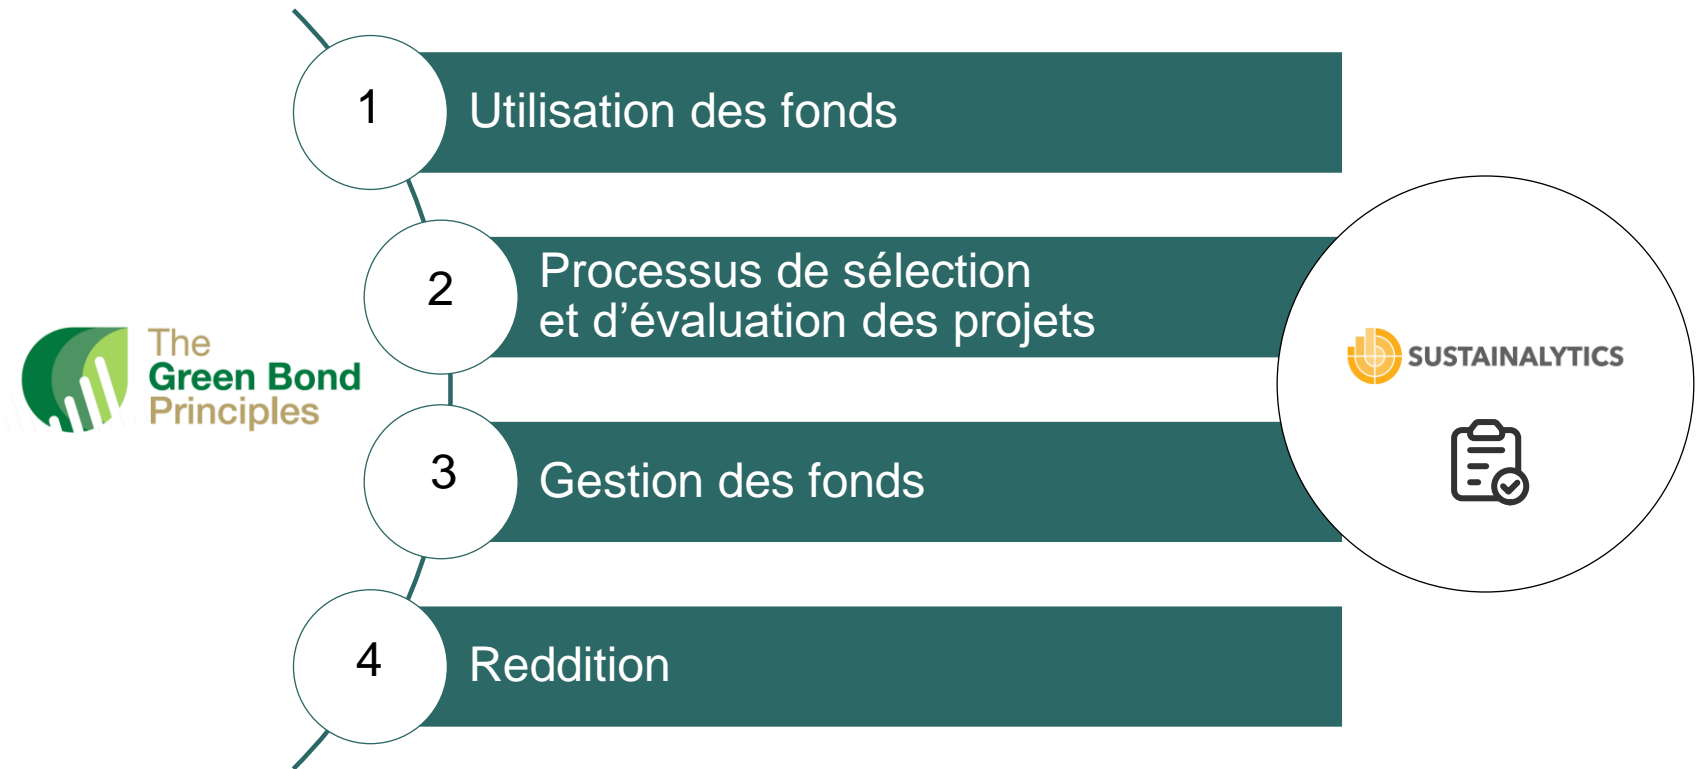 1
Utilisation des fonds
2
Processus de sélection
et d’évaluation des projets
The
Green Bond
Principles
SUSTAINALYTICS
3
Gestion des fonds
4
Reddition